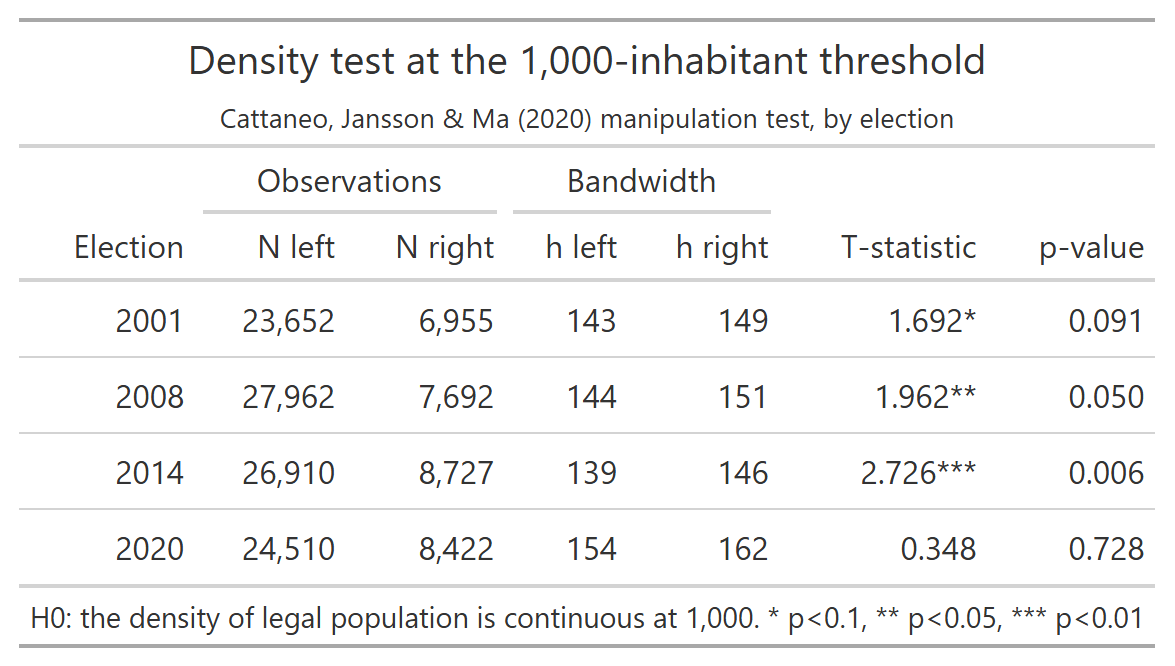 Density test at the 1,000-inhabitant threshold
Cattaneo, Jansson & Ma (2020) manipulation test, by election
Observations Bandwidth
Election N left N right h left h right T-statistic p-value
2001 23,652 6,955 143 149 1.692* 0.091
2008 27,962 7,692 144 151 1.962** 0.050
2014 26,910 8,727 139 146 2.726*** 0.006
2020 24,510 8,422 154 162 0.348 0.728
H0: the density of legal population is continuous at 1,000. * p<0.1, ** p<0.05, *** p<0.01